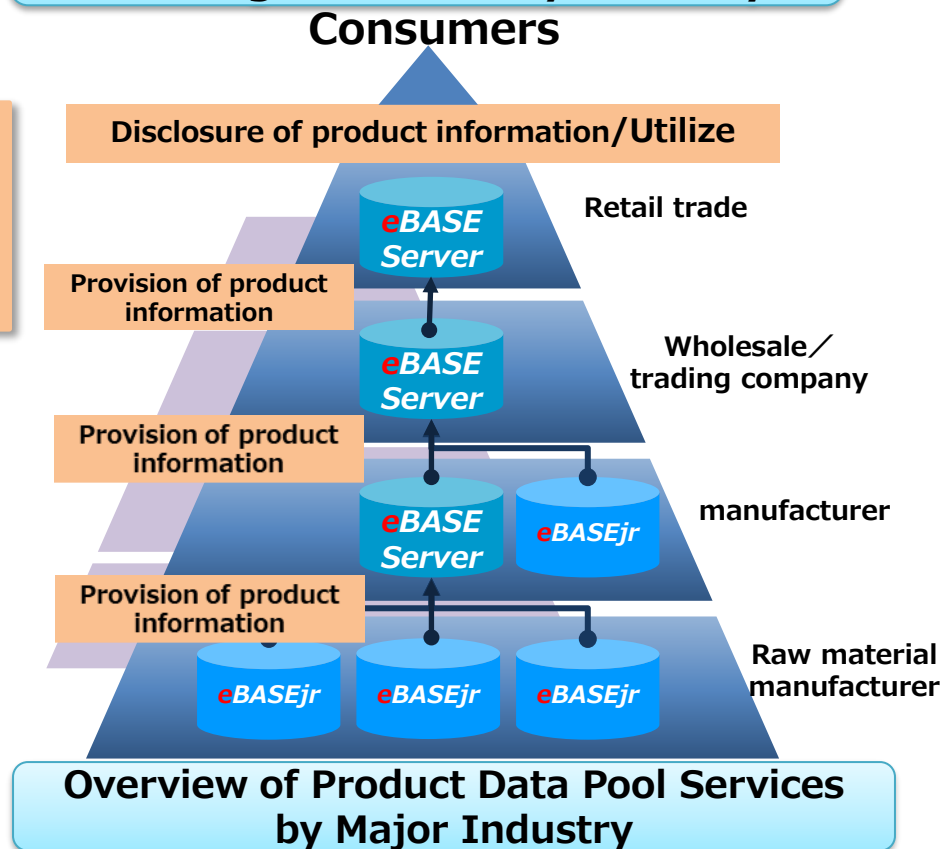 Consumers
Disclosure of product information/Utilize
eBASE
Server
Retail trade
Provision of product
information
eBASE
Server
Wholesale／
trading company
Provision of product
information
eBASE
Server
eBASEjr
manufacturer
Provision of product
information
eBASEjr
eBASEjr
eBASEjr
Raw material
manufacturer
Overview of Product Data Pool Services
by Major Industry